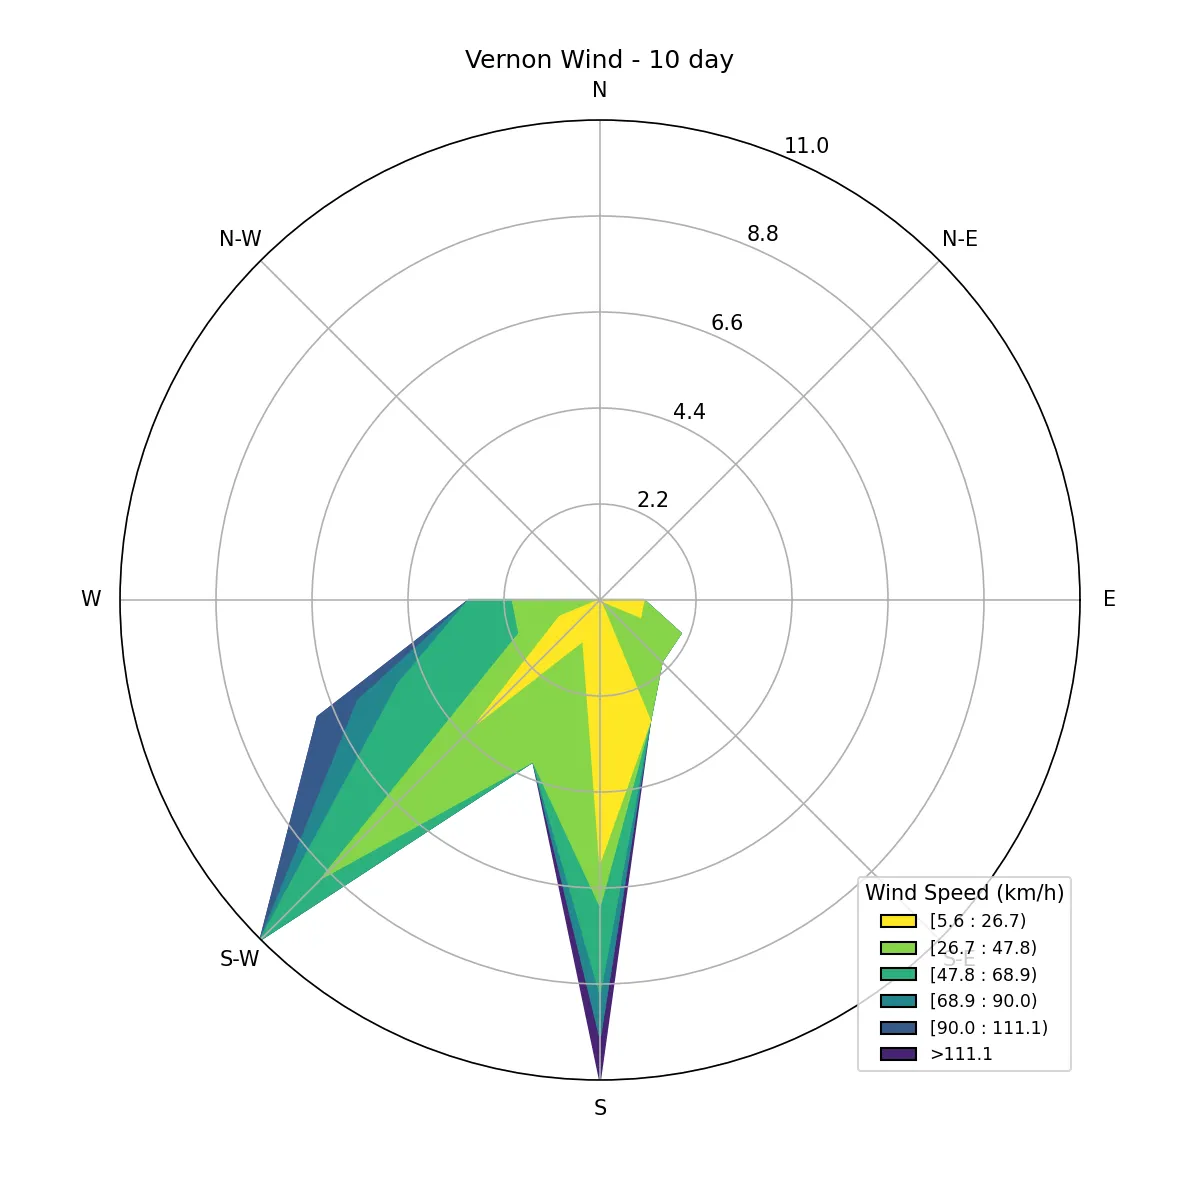 Vernon Wind - 10 day
N
11.0
N-W
8.8
N-E
6.6
4.4
2.2
W
E
S-W
S-E
S
Wind Speed (km/h)
[5.6 : 26.7)
[26.7 : 47.8)
[47.8 : 68.9)
[68.9 : 90.0)
[90.0 : 111.1)
>111.1